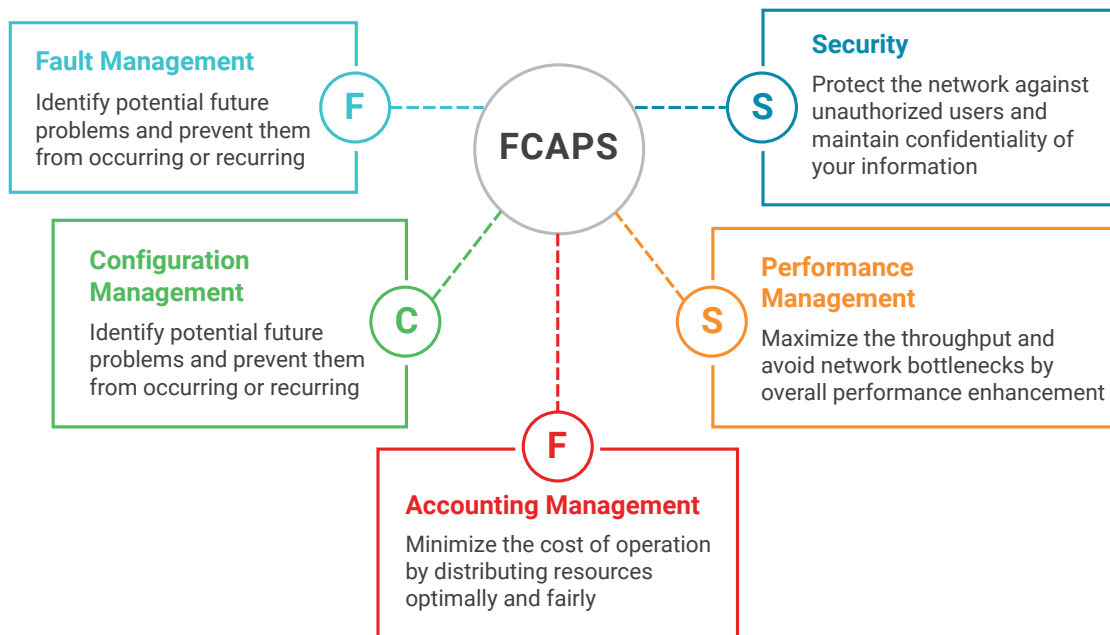 FCAPS
Fault Management
F
Identify potential future
problems and prevent them
from occurring or recurring
Configuration
Management
C
Identify potential future
problems and prevent them
from occurring or recurring
F
Accounting Management
Minimize the cost of operation
by distributing resources
optimally and fairly
Performance
Management
S
Maximize the throughput and
avoid network bottlenecks by
overall performance enhancement
Security
S
Protect the network against
unauthorized users and
maintain confidentiality of
your information